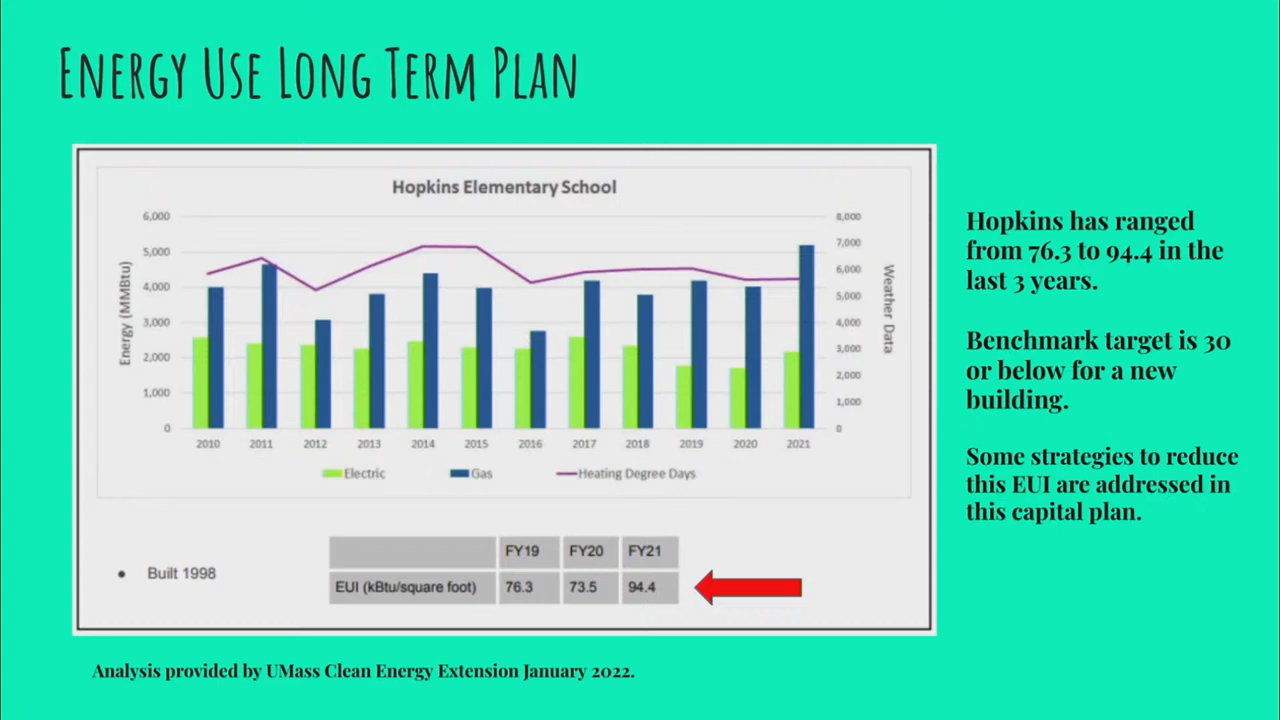 ENERGY USE LONG TERM PLAN
Hopkins Elementary School
6,000
5,000
4,000
3,000
2,000
1,000
0
Energy (MMBtu)
8,000
7,000
6,000
5,000
4,000
3,000
2,000
1,000
0
Weather Data
2010 2011 2012 2013 2014 2015 2016 2017 2018 2019 2020 2021
Electric Gas Heating Degree Days
FY19 FY20 FY21
EUI (kBtu/square foot) 76.3 73.5 94.4
• Built 1998
Hopkins has ranged
from 76.3 to 94.4 in the
last 3 years.
Benchmark target is 30
or below for a new
building.
Some strategies to reduce
this EUI are addressed in
this capital plan.
Analysis provided by UMass Clean Energy Extension January 2022.